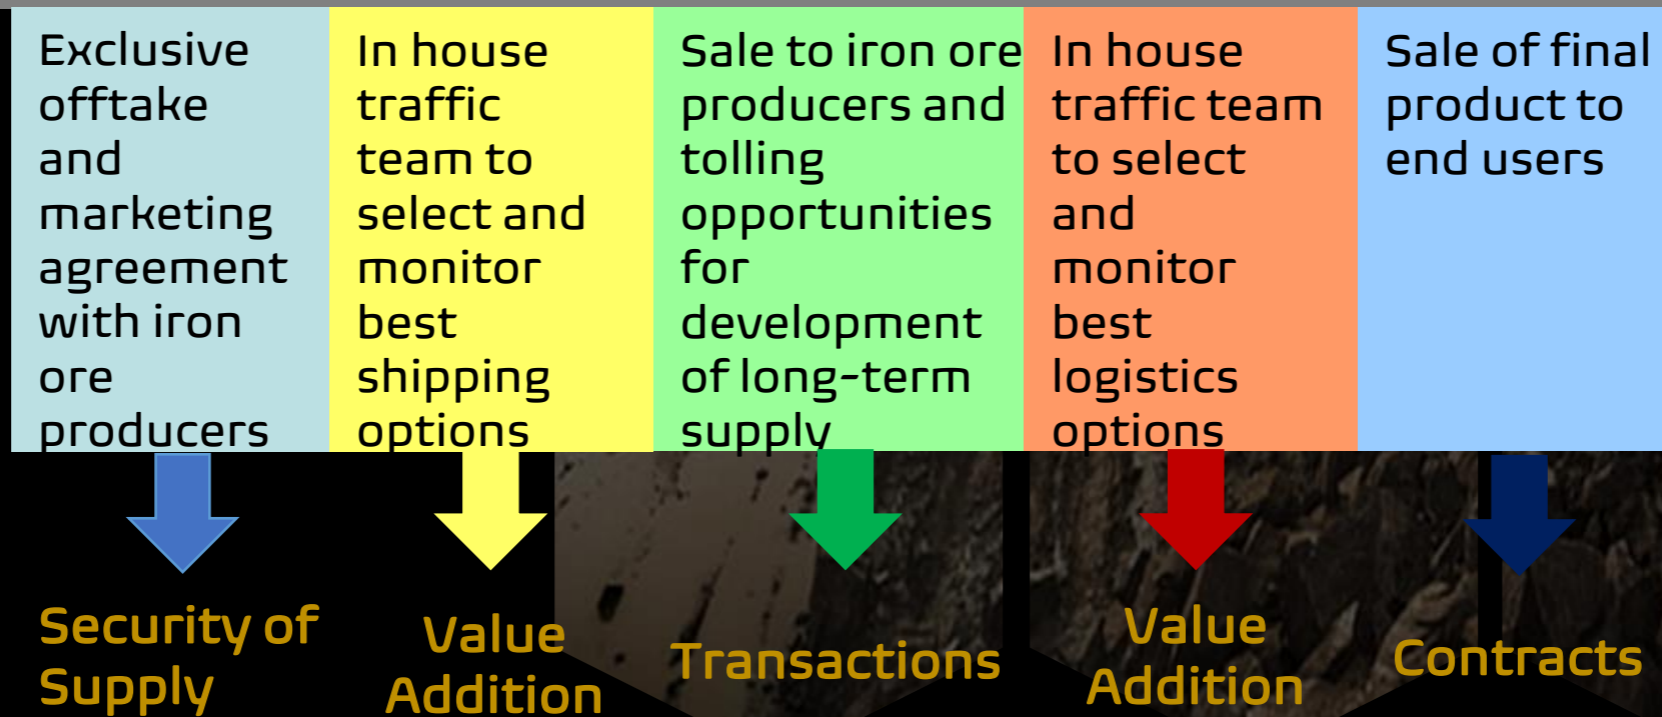 Exclusive
offtake
and
marketing
agreement
with iron
ore
producers
In house
traffic
team to
select and
monitor
best
shipping
options
Sale to iron ore
producers and
tolling
opportunities
for
development
of long-term
supply
In house
traffic team
to select
and
monitor
best
logistics
options
Sale of final
product to
end users
Security of
Supply
Value
Addition
Transactions
Value
Addition
Contracts